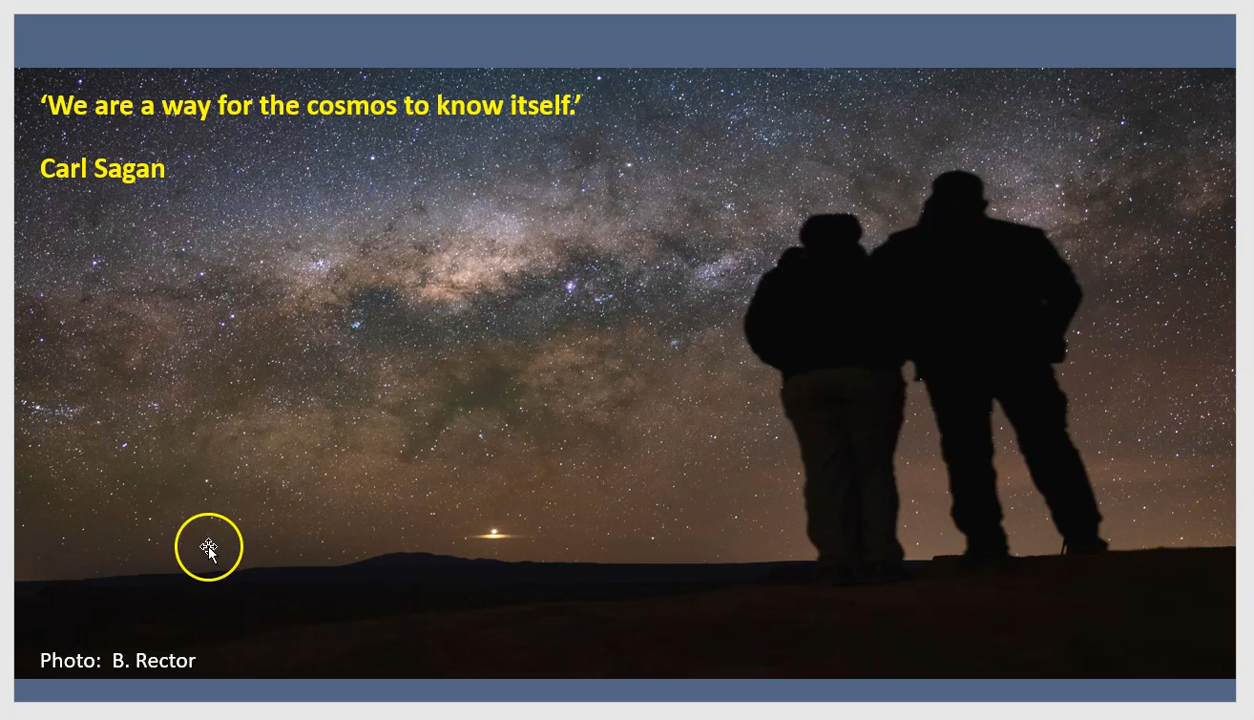 ‘We are a way for the cosmos to know itself.’
Carl Sagan
Photo: B. Rector